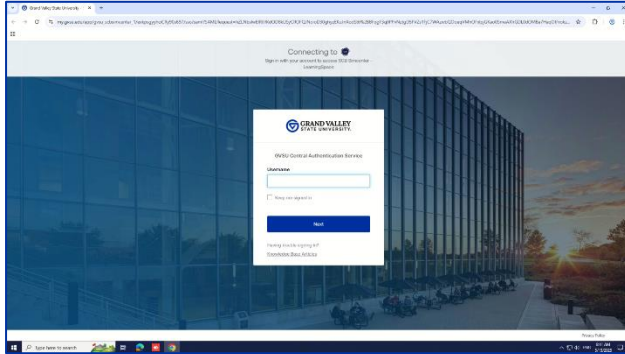 Grand Valley State University
Connecting to
Sign in with your account to access SCSI Simcenter -
LearningSpace
GRAND VALLEY
STATE UNIVERSITY.
GVSU Central Authentication Service
Username
Keep me signed in
Next
Having trouble signing in?
Knowledge Base Articles
Privacy Policy
Type here to search